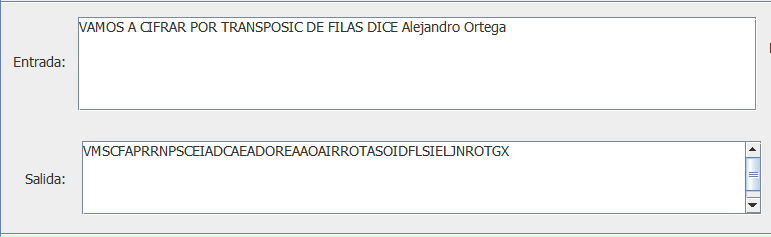 VAMOS A CIFRAR POR TRANSPOSIC DE FILAS DICE Alejandro Ortega
Entrada:
VMSCFAPRRNPSCEIADCAEADOREAAOAIRROTASOIDFLSIELJNROTGX
Salida: